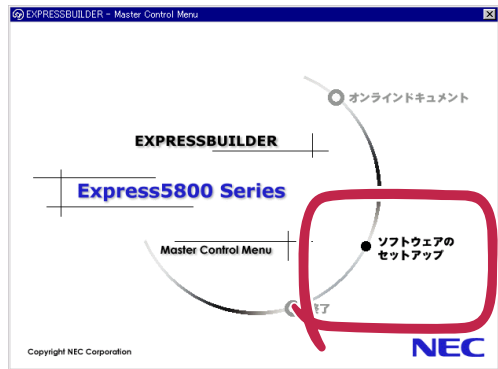 EXPRESSBUILDER - Master Control Menu
オンラインドキュメント
EXPRESSBUILDER
Express5800 Series
ソフトウェアの
セットアップ
Master Control Menu
終了
Copyright NEC Corporation
NEC